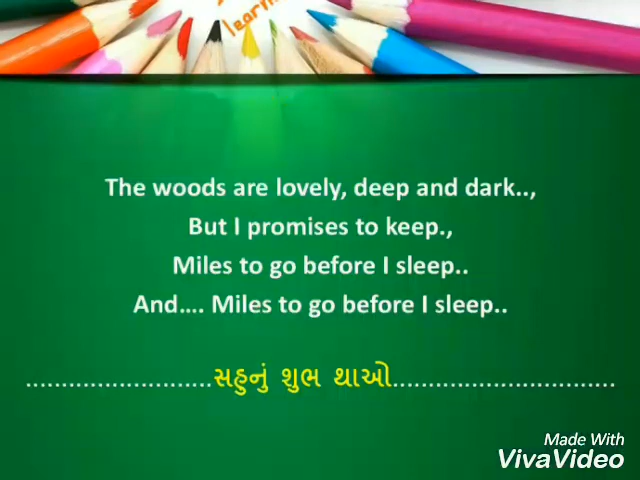 learn
The woods are lovely, deep and dark..,
But I promises to keep.,
Miles to go before I sleep..
And.... Miles to go before I sleep..
..........................સહુનું શુભ થાઓ...............................
Made With
VivaVideo